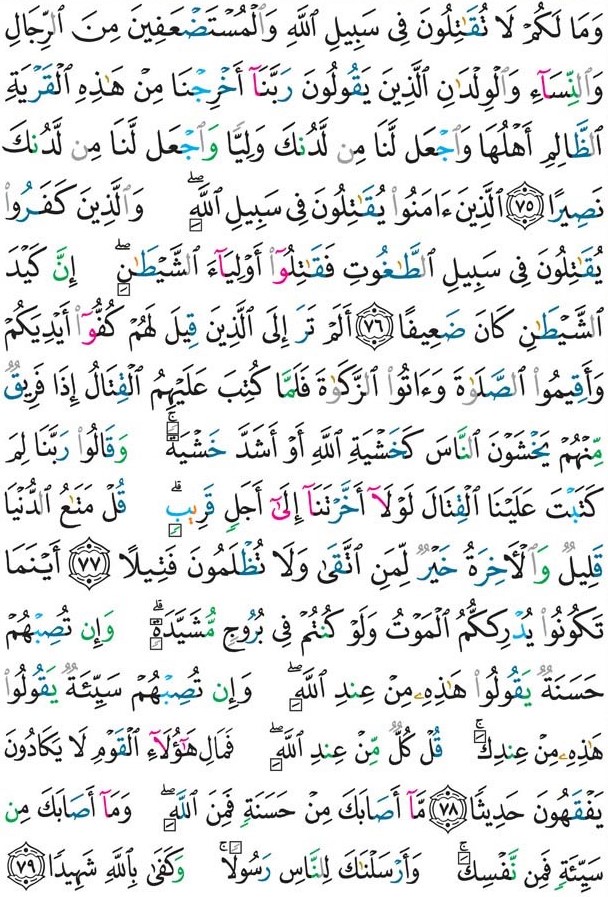 وَمَا لَكُمْ لَا تُقَٰتِلُونَ فِى سَبِيلِ ٱللَّهِ وَٱلْمُسْتَضْعَفِينَ مِنَ ٱلرِّجَالِ
وَٱلنِّسَآءِ وَٱلْوِلْدَٰنِ ٱلَّذِينَ يَقُولُونَ رَبَّنَآ أَخْرِجْنَا مِنْ هَٰذِهِ ٱلْقَرْيَةِ
ٱلظَّالِمِ أَهْلُهَا وَٱجْعَل لَّنَا مِن لَّدُنكَ وَلِيًّا وَٱجْعَل لَّنَا مِن لَّدُنكَ
نَصِيرًا ﴿٧٥﴾ ٱلَّذِينَ ءَامَنُوا۟ يُقَٰتِلُونَ فِى سَبِيلِ ٱللَّهِ ۖ وَٱلَّذِينَ كَفَرُوا۟
يُقَٰتِلُونَ فِى سَبِيلِ ٱلطَّٰغُوتِ فَقَٰتِلُوٓا۟ أَوْلِيَآءَ ٱلشَّيْطَٰنِ ۖ إِنَّ كَيْدَ
ٱلشَّيْطَٰنِ كَانَ ضَعِيفًا ﴿٧٦﴾ أَلَمْ تَرَ إِلَى ٱلَّذِينَ قِيلَ لَهُمْ كُفُّوٓا۟ أَيْدِيَكُمْ
وَأَقِيمُوا۟ ٱلصَّلَوٰةَ وَءَاتُوا۟ ٱلزَّكَوٰةَ فَلَمَّا كُتِبَ عَلَيْهِمُ ٱلْقِتَالُ إِذَا فَرِيقٌ
مِّنْهُمْ يَخْشَوْنَ ٱلنَّاسَ كَخَشْيَةِ ٱللَّهِ أَوْ أَشَدَّ خَشْيَةً ۚ وَقَالُوا۟ رَبَّنَا لِمَ
كَتَبْتَ عَلَيْنَا ٱلْقِتَالَ لَوْلَآ أَخَّرْتَنَآ إِلَىٰٓ أَجَلٍ قَرِيبٍ ۗ قُلْ مَتَٰعُ ٱلدُّنْيَا
قَلِيلٌ وَٱلْءَاخِرَةُ خَيْرٌ لِّمَنِ ٱتَّقَىٰ وَلَا تُظْلَمُونَ فَتِيلًا ﴿٧٧﴾ أَيْنَمَا
تَكُونُوا۟ يُدْرِككُّمُ ٱلْمَوْتُ وَلَوْ كُنتُمْ فِى بُرُوجٍ مُّشَيَّدَةٍ ۗ وَإِن تُصِبْهُمْ
حَسَنَةٌ يَقُولُوا۟ هَٰذِهِۦ مِنْ عِندِ ٱللَّهِ ۖ وَإِن تُصِبْهُمْ سَيِّئَةٌ يَقُولُوا۟
هَٰذِهِۦ مِنْ عِندِكَ ۚ قُلْ كُلٌّ مِّنْ عِندِ ٱللَّهِ ۖ فَمَالِ هَٰٓؤُلَآءِ ٱلْقَوْمِ لَا يَكَادُونَ
يَفْقَهُونَ حَدِيثًا ﴿٧٨﴾ مَّآ أَصَابَكَ مِنْ حَسَنَةٍ فَمِنَ ٱللَّهِ ۖ وَمَآ أَصَابَكَ مِن
سَيِّئَةٍ فَمِن نَّفْسِكَ ۚ وَأَرْسَلْنَٰكَ لِلنَّاسِ رَسُولًا ۚ وَكَفَىٰ بِٱللَّهِ شَهِيدًا ﴿٧٩﴾